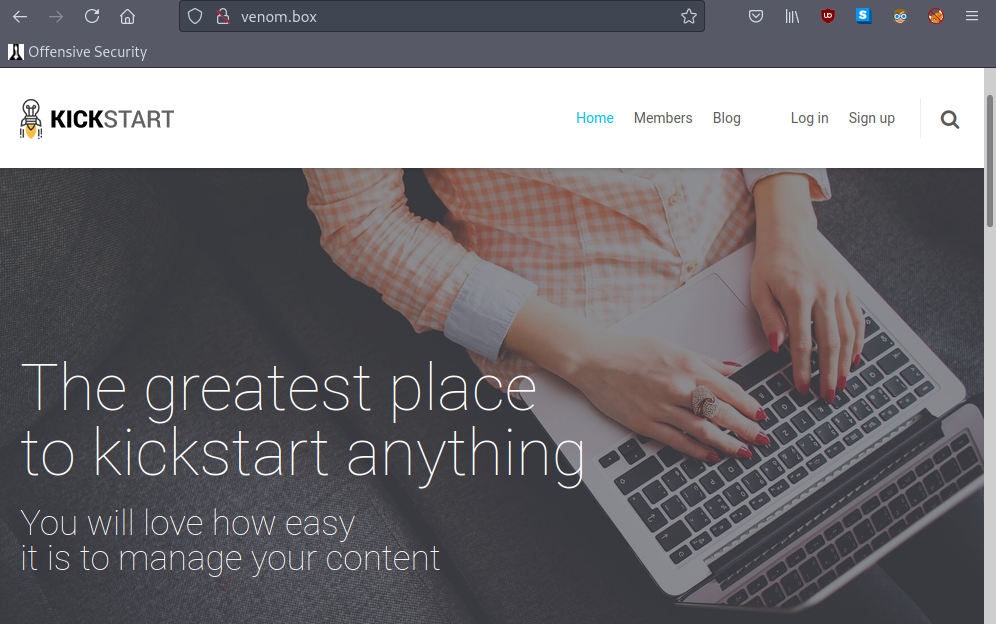 venom.box
Offensive Security
KICKSTART
Home Members Blog Log in Sign up
The greatest place
to kickstart anything
You will love how easy
it is to manage your content